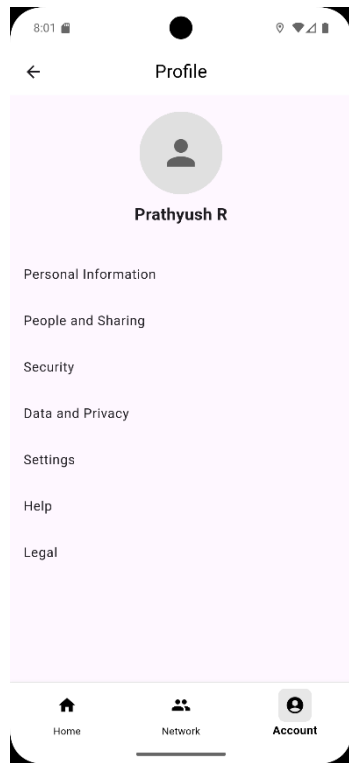 8:01
Profile
Prathyush R
Personal Information
People and Sharing
Security
Data and Privacy
Settings
Help
Legal
Home
Network
Account